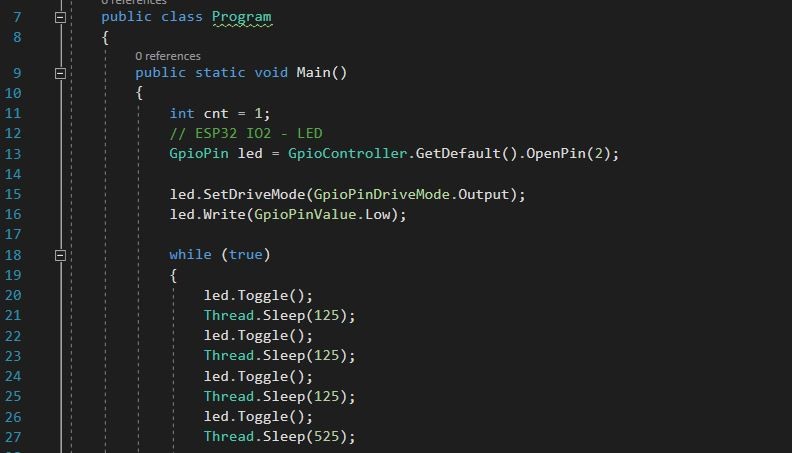 0 references
7 public class Program
8 {
0 references
9 public static void Main()
10 {
11 int cnt = 1;
12 // ESP32 IO2 - LED
13 GpioPin led = GpioController.GetDefault().OpenPin(2);
14
15 led.SetDriveMode(GpioPinDriveMode.Output);
16 led.Write(GpioPinValue.Low);
17
18 while (true)
19 {
20 led.Toggle();
21 Thread.Sleep(125);
22 led.Toggle();
23 Thread.Sleep(125);
24 led.Toggle();
25 Thread.Sleep(125);
26 led.Toggle();
27 Thread.Sleep(525);